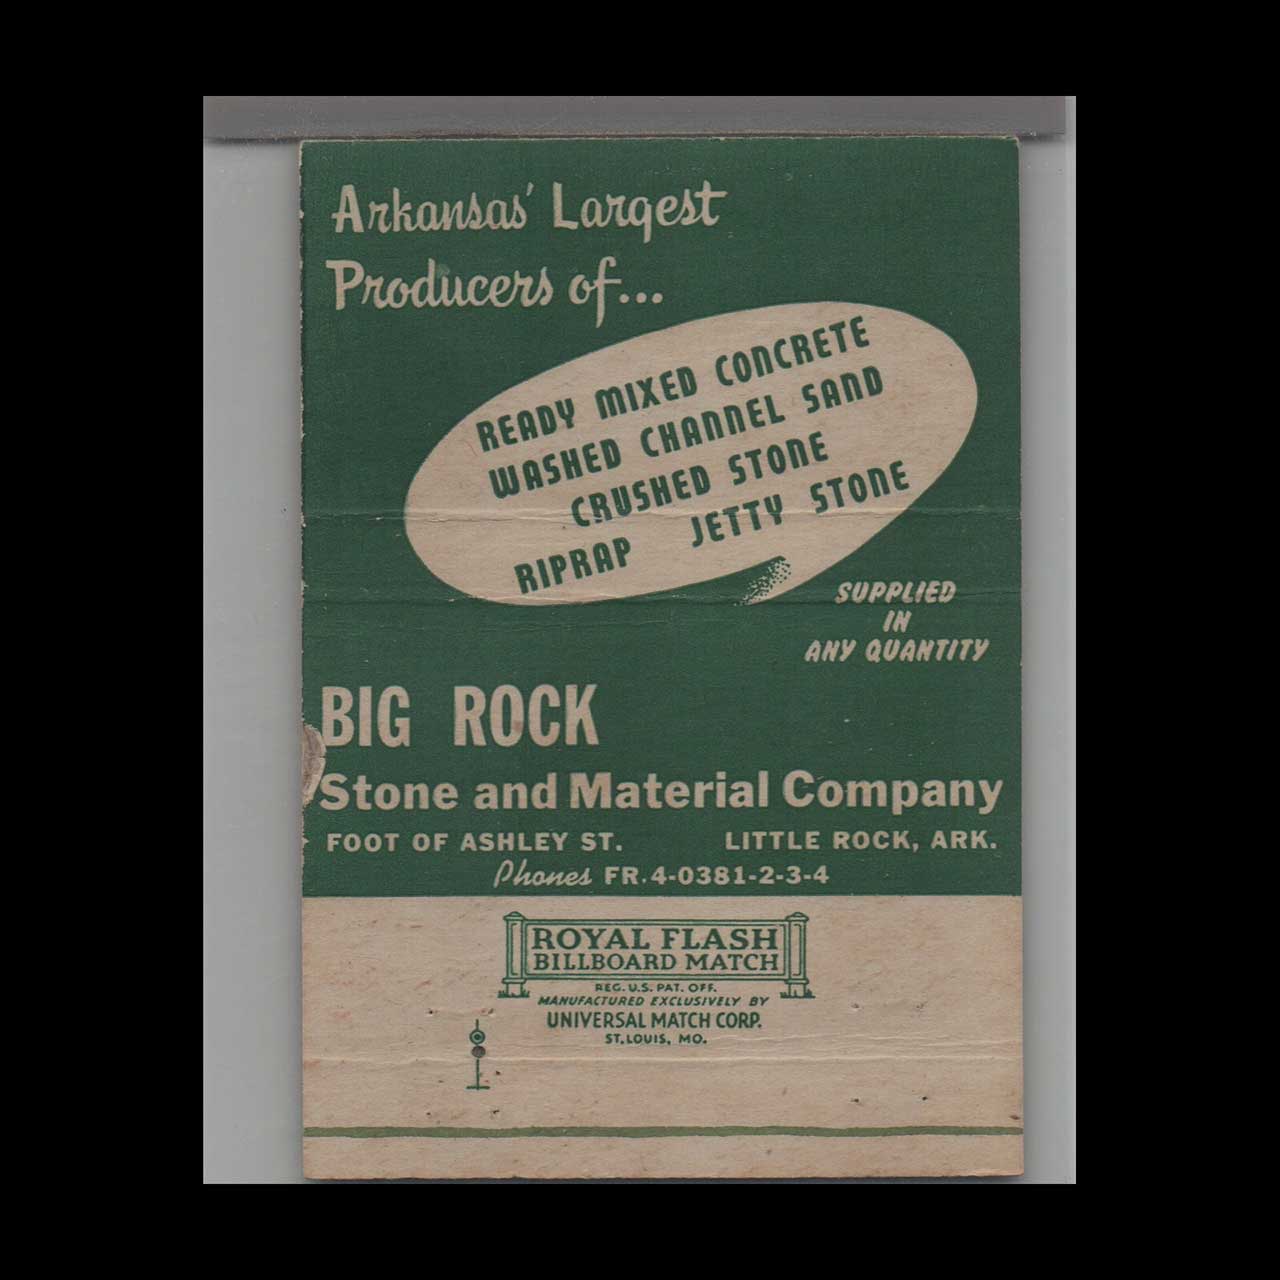 Arkansas' Largest
Producers of...
READY MIXED CONCRETE
WASHED CHANNEL SAND
CRUSHED STONE
RIPRAP JETTY STONE
SUPPLIED
IN
ANY QUANTITY
BIG ROCK
Stone and Material Company
FOOT OF ASHLEY ST. LITTLE ROCK, ARK.
Phones FR. 4-0381-2-3-4
ROYAL FLASH
BILLBOARD MATCH
REG. U.S. PAT. OFF.
MANUFACTURED EXCLUSIVELY BY
UNIVERSAL MATCH CORP.
ST. LOUIS, MO.